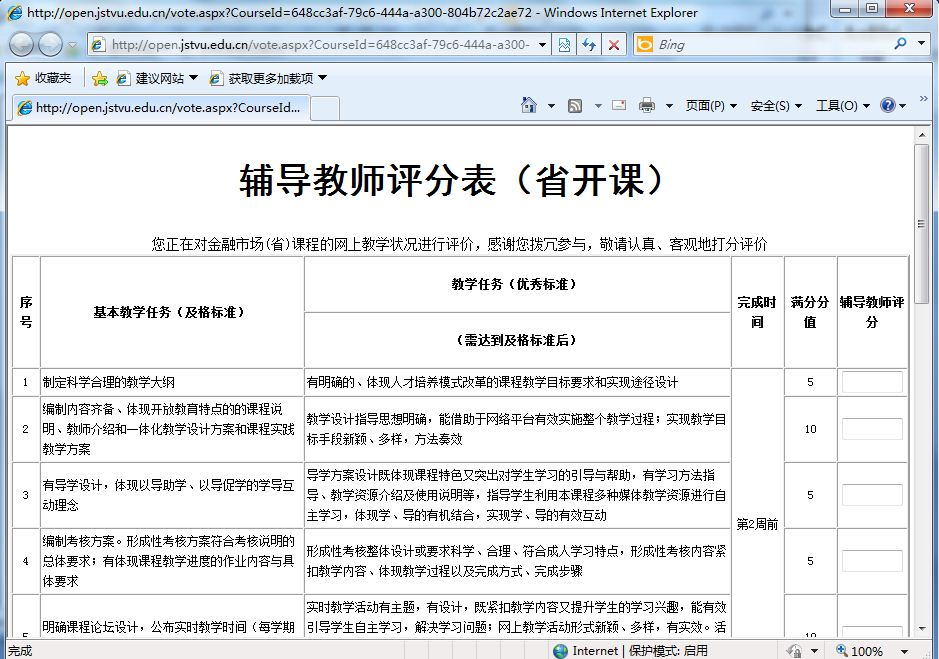 http://open.jstvu.edu.cn/vote.aspx?CourseId=648cc3af-79c6-444a-a300-804b72c2ae72 - Windows Internet Explorer
http://open.jstvu.edu.cn/vote.aspx?CourseId=648cc3af-79c6-444a-a300-
Bing
收藏夹
建议网站
获取更多加载项
http://open.jstvu.edu.cn/vote.aspx?CourseId...
页面(P)
安全(S)
工具(O)
辅导教师评分表（省开课）
您正在对金融市场(省)课程的网上教学状况进行评价，感谢您拨冗参与，敬请认真、客观地打分评价
序
号
基本教学任务（及格标准）
教学任务（优秀标准）
（需达到及格标准后）
完成时
间
满分分
值
辅导教师评
分
1
制定科学合理的教学大纲
有明确的、体现人才培养模式改革的课程教学目标要求和实现途径设计
5
2
编制内容齐备、体现开放教育特点的的课程说
明、教师介绍和一体化教学设计方案和课程实践
教学方案
教学设计指导思想明确，能借助于网络平台有效实施整个教学过程；实现教学目
标手段新颖、多样，方法奏效
10
3
有导学设计，体现以导助学、以导促学的学导互
动理念
导学方案设计既体现课程特色又突出对学生学习的引导与帮助，有学习方法指
导、教学资源介绍及使用说明等，指导学生利用本课程多种媒体教学资源进行自
主学习，体现学、导的有机结合，实现学、导的有效互动
第2周前
5
4
编制考核方案。形成性考核方案符合考核说明的
总体要求；有体现课程教学进度的作业内容与具
体要求
形成性考核整体设计或要求科学、合理、符合成人学习特点，形成性考核内容紧
扣教学内容、体现教学过程以及完成方式、完成步骤
5
5
明确课程论坛设计，公布实时教学时间（每学期
实时教学活动有主题，有设计，既紧扣教学内容又提升学生的学习兴趣，能有效
引导学生自主学习，解决学习问题；网上教学活动形式新颖、多样，有实效。活
10
完成
Internet | 保护模式: 启用
100%